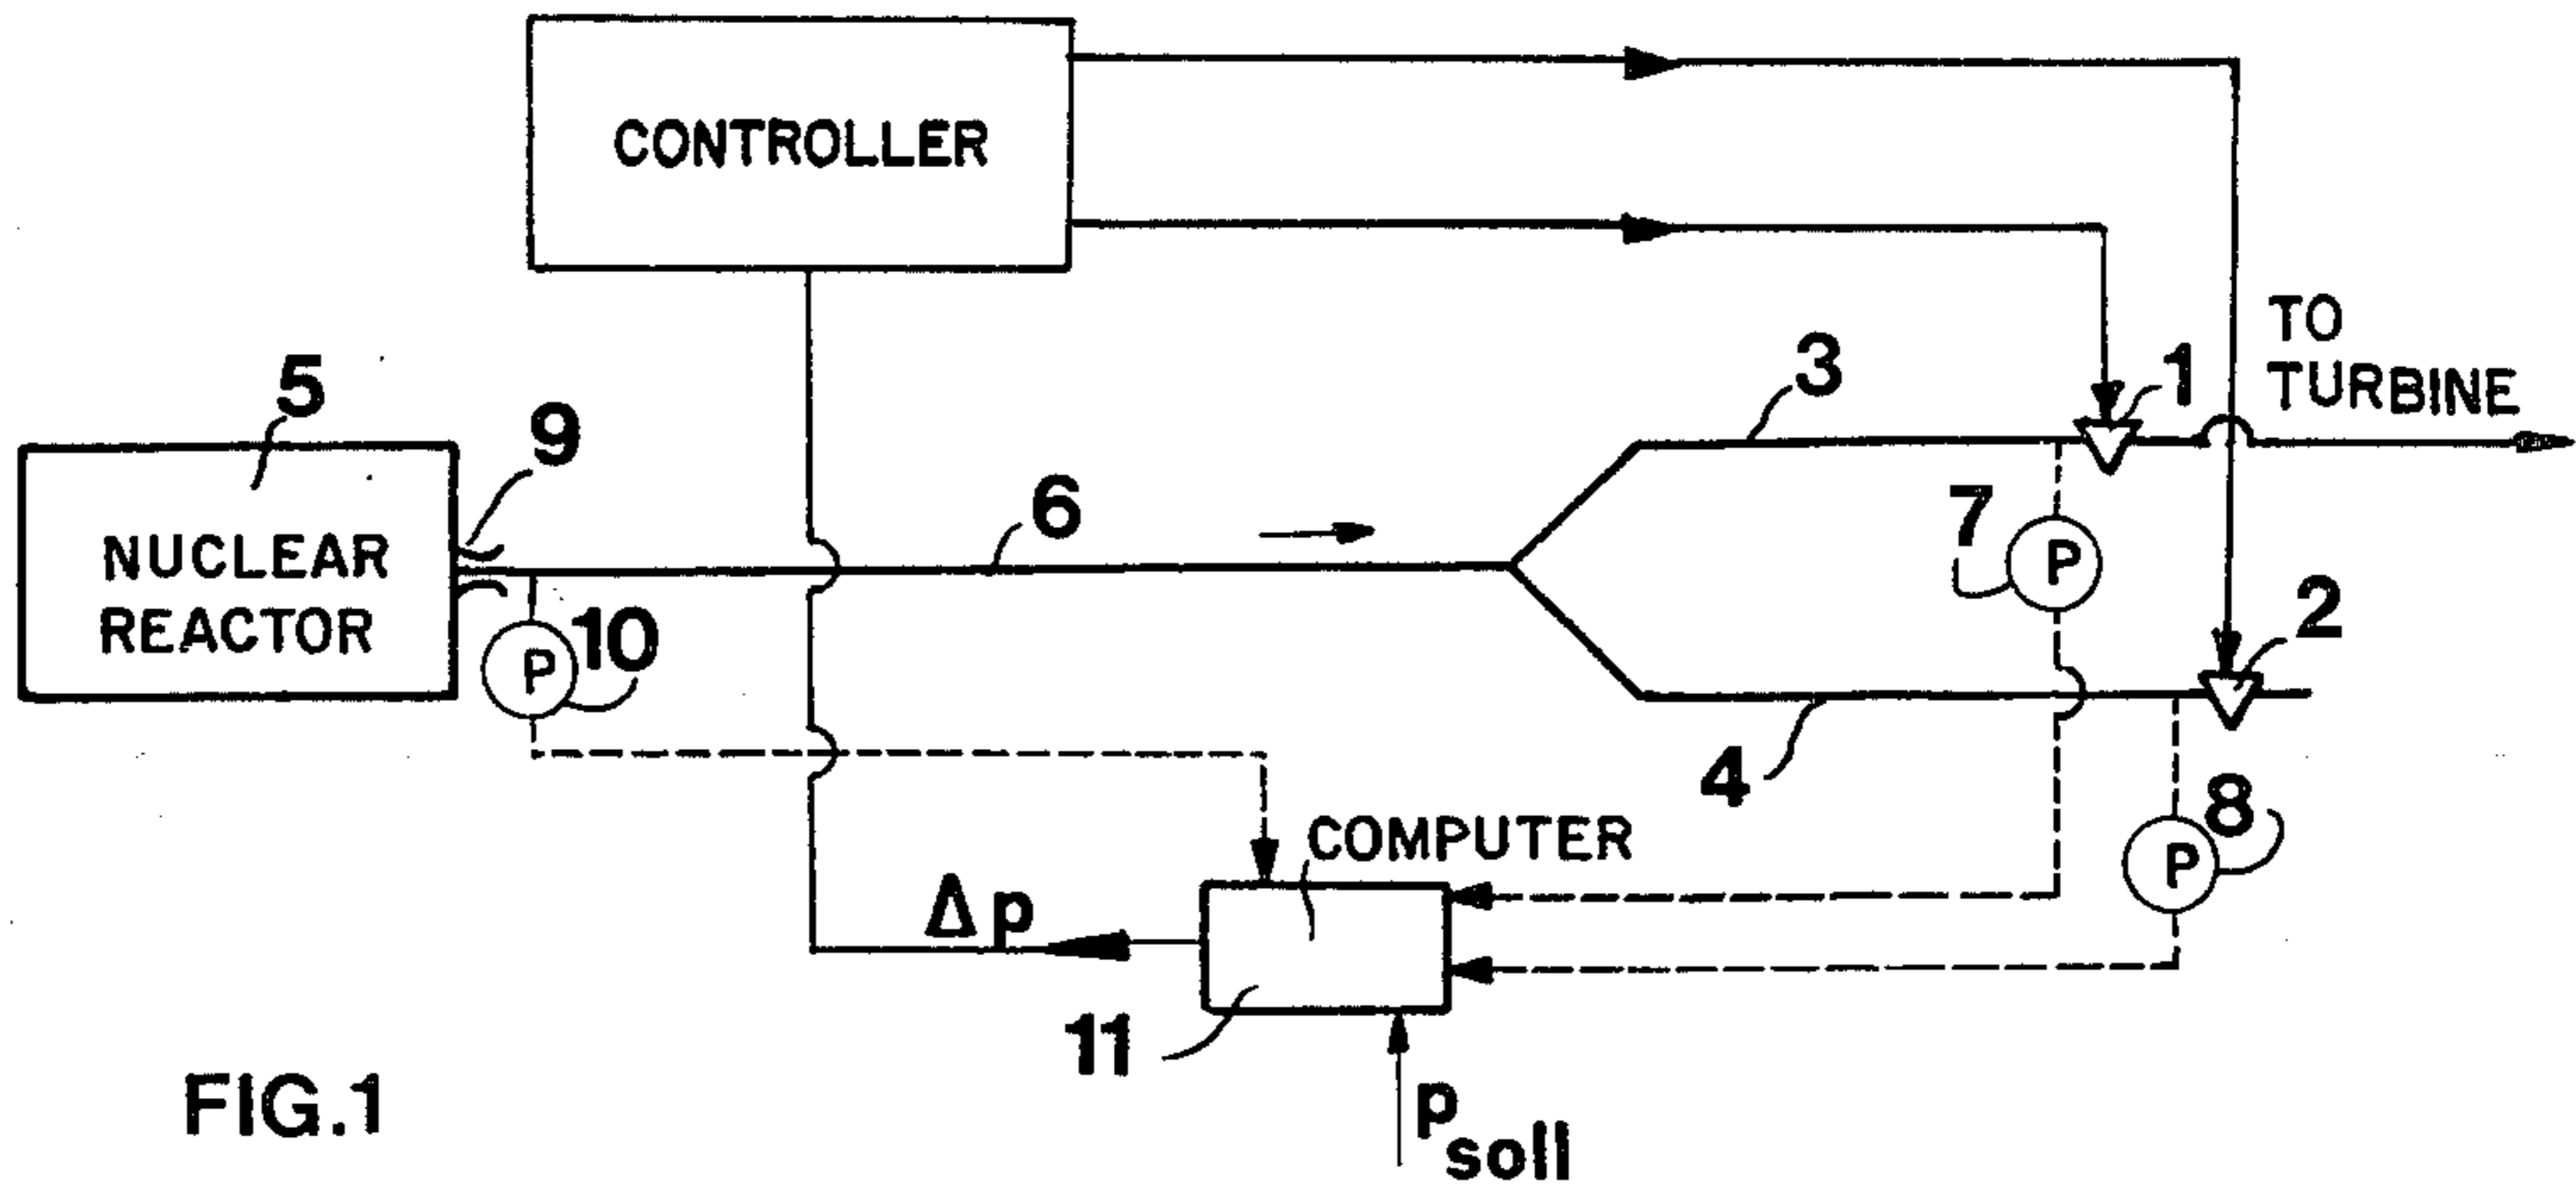 CONTROLLER
TO
TURBINE
1
3
5
9
6
7
P
NUCLEAR
REACTOR
10
P
2
4
8
P
COMPUTER
Δp
11
p soll
FIG.1